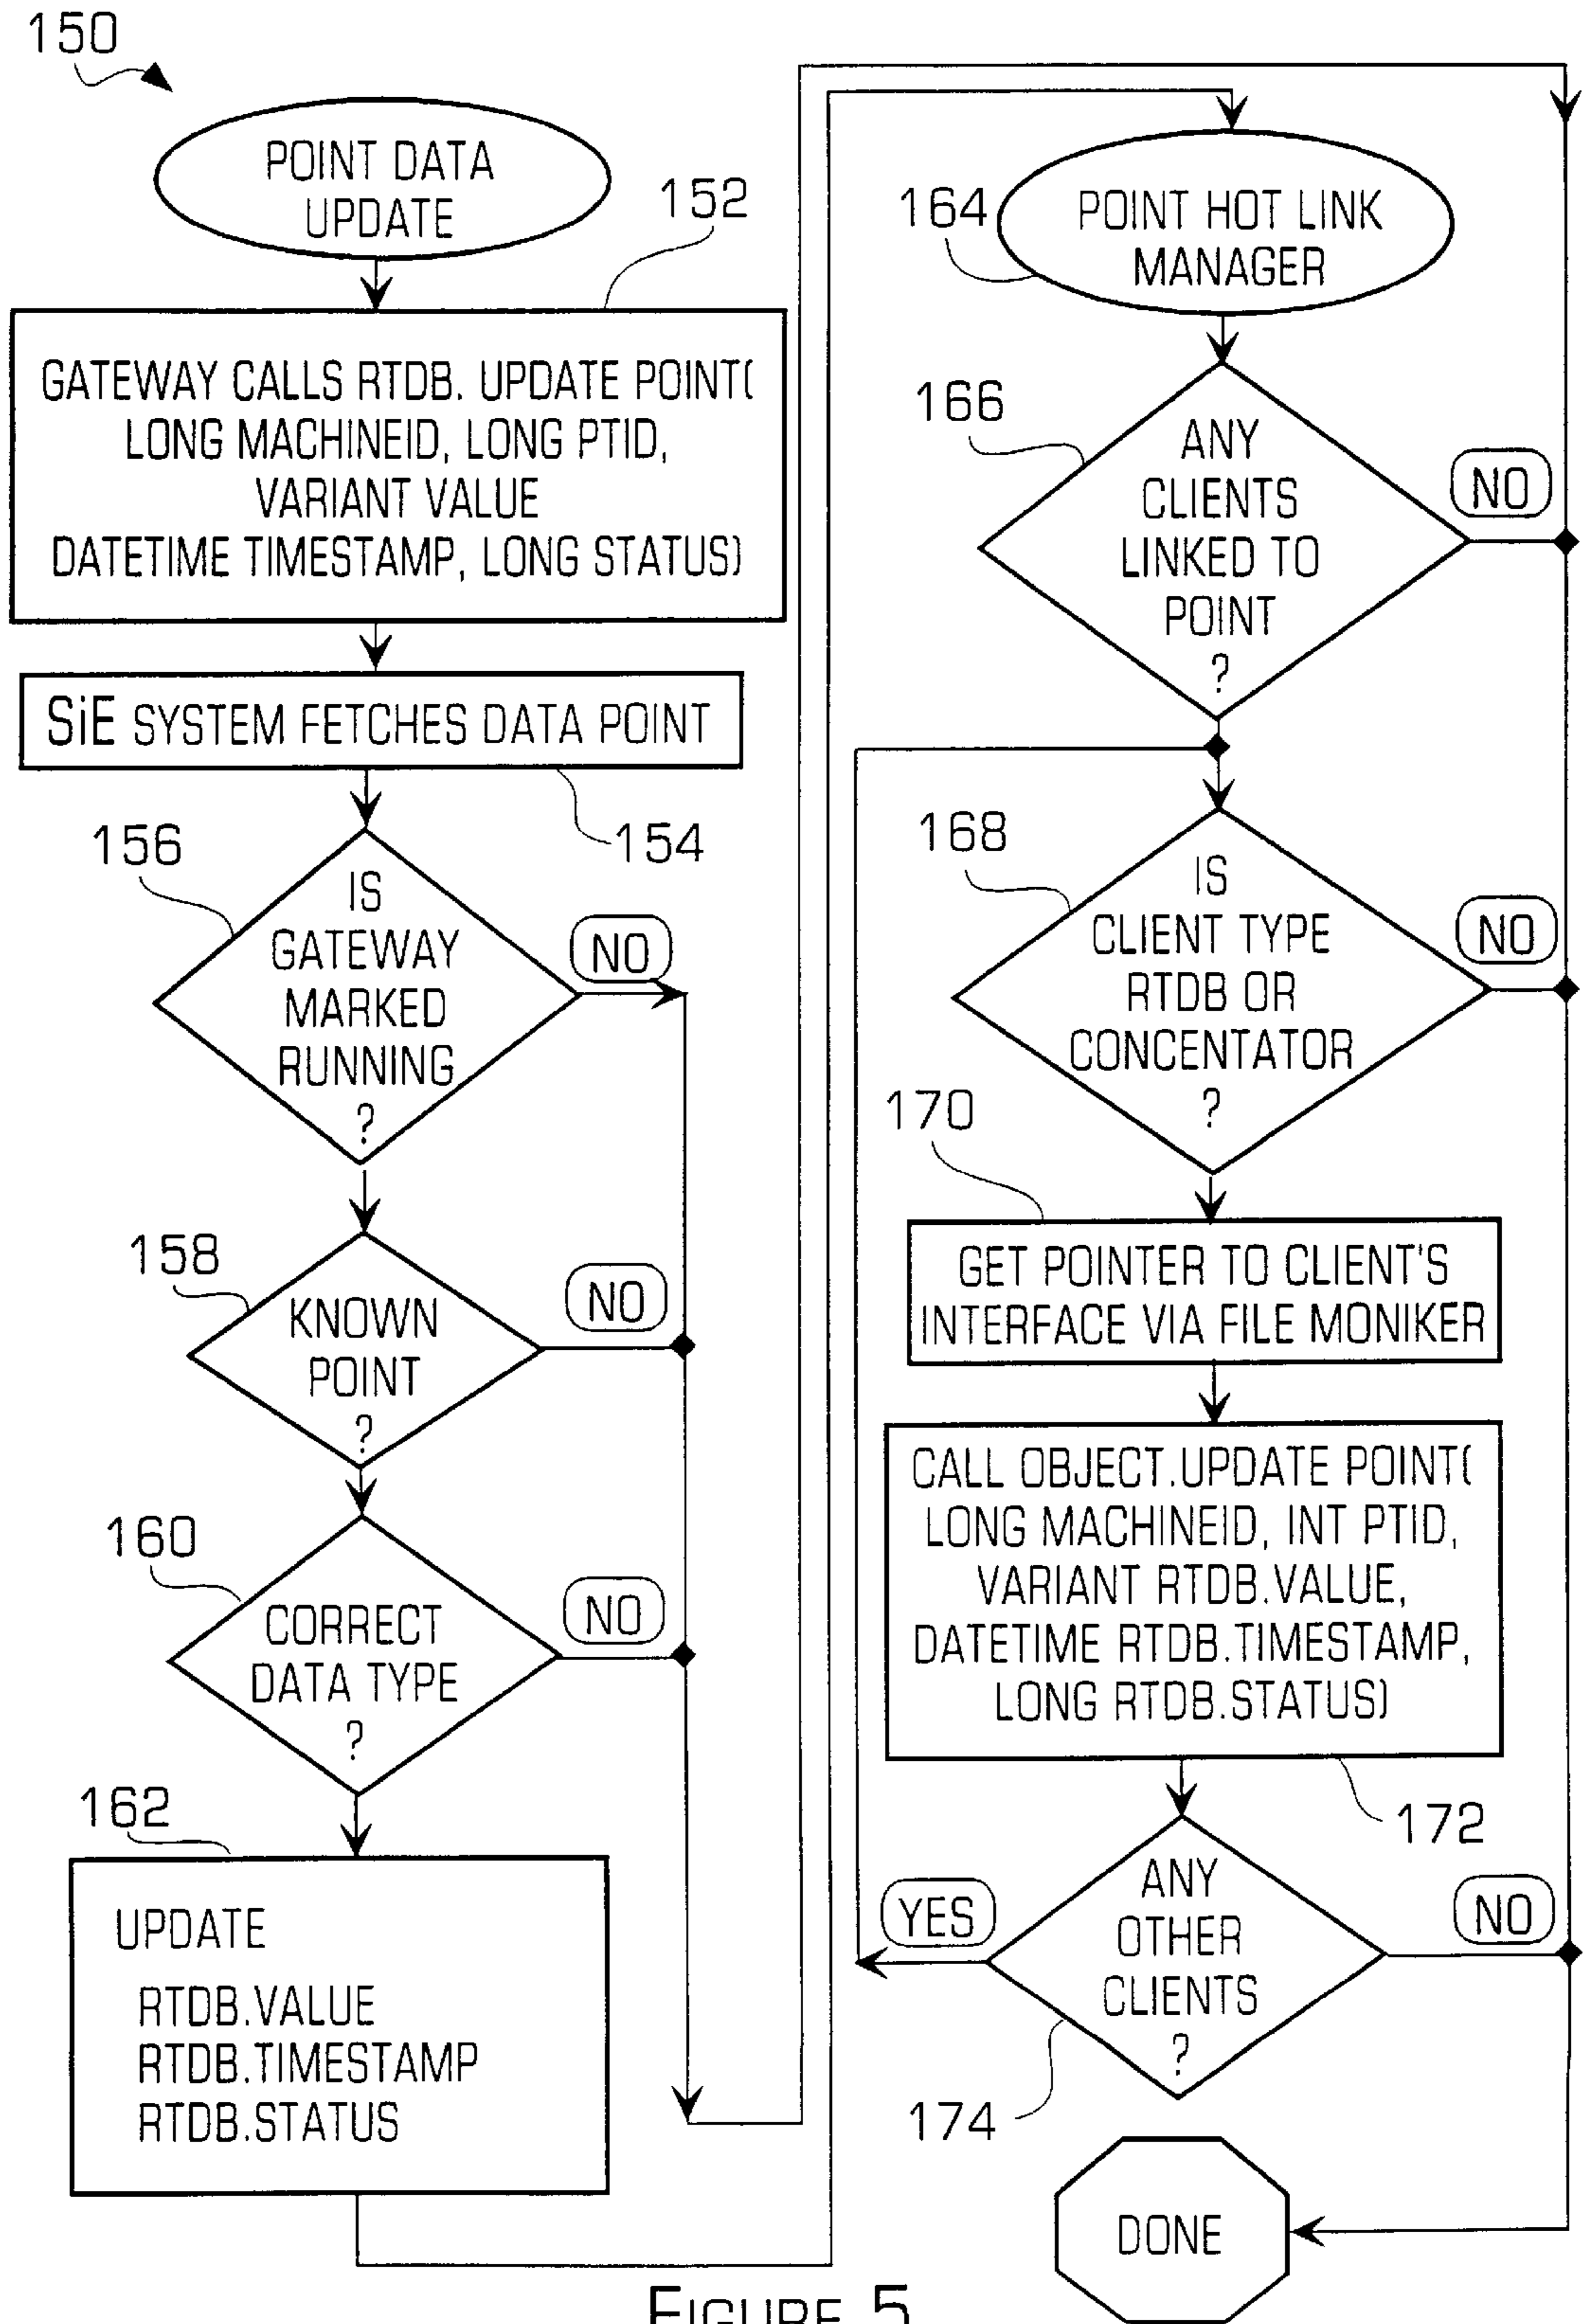 150
POINT DATA
UPDATE
152
GATEWAY CALLS RTDB. UPDATE POINT(
LONG MACHINEID, LONG PTID,
VARIANT VALUE
DATETIME TIMESTAMP, LONG STATUS)
SiE SYSTEM FETCHES DATA POINT
154
156
IS
GATEWAY
MARKED
RUNNING
?
NO
158
KNOWN
POINT
?
NO
160
CORRECT
DATA TYPE
?
NO
162
UPDATE
RTDB.VALUE
RTDB.TIMESTAMP
RTDB.STATUS
164
POINT HOT LINK
MANAGER
166
ANY
CLIENTS
LINKED TO
POINT
?
NO
168
IS
CLIENT TYPE
RTDB OR
CONCENTATOR
?
NO
170
GET POINTER TO CLIENT'S
INTERFACE VIA FILE MONIKER
CALL OBJECT.UPDATE POINT(
LONG MACHINEID, INT PTID,
VARIANT RTDB.VALUE,
DATETIME RTDB.TIMESTAMP,
LONG RTDB.STATUS)
172
ANY
OTHER
CLIENTS
?
YES
NO
174
DONE
FIGURE 5